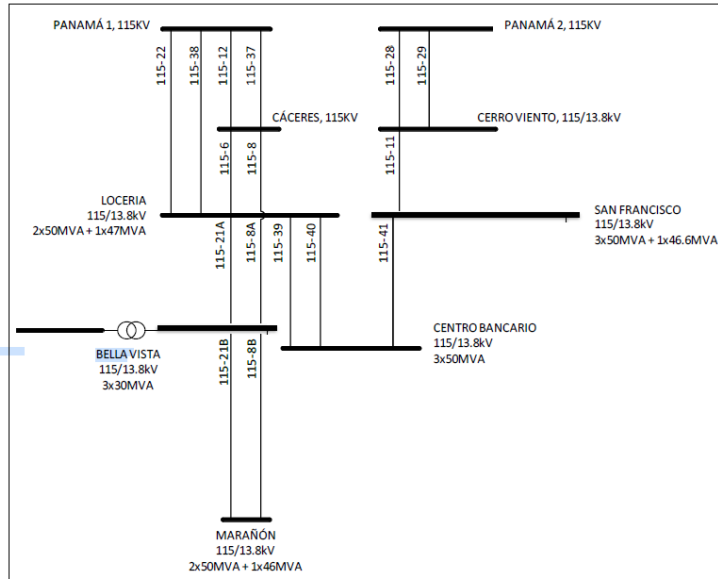 PANAMÁ 1, 115KV
PANAMÁ 2, 115KV
115-22
115-38
115-12
115-37
115-28
115-29
CÁCERES, 115KV
CERRO VIENTO, 115/13.8kV
115-6
115-8
115-11
LOCERIA
115/13.8kV
2x50MVA + 1x47MVA
SAN FRANCISCO
115/13.8kV
3x50MVA + 1x46.6MVA
115-21A
115-8A
115-39
115-40
115-41
CENTRO BANCARIO
115/13.8kV
3x50MVA
BELLA VISTA
115/13.8kV
3x30MVA
115-21B
115-8B
MARAÑÓN
115/13.8kV
2x50MVA + 1x46MVA